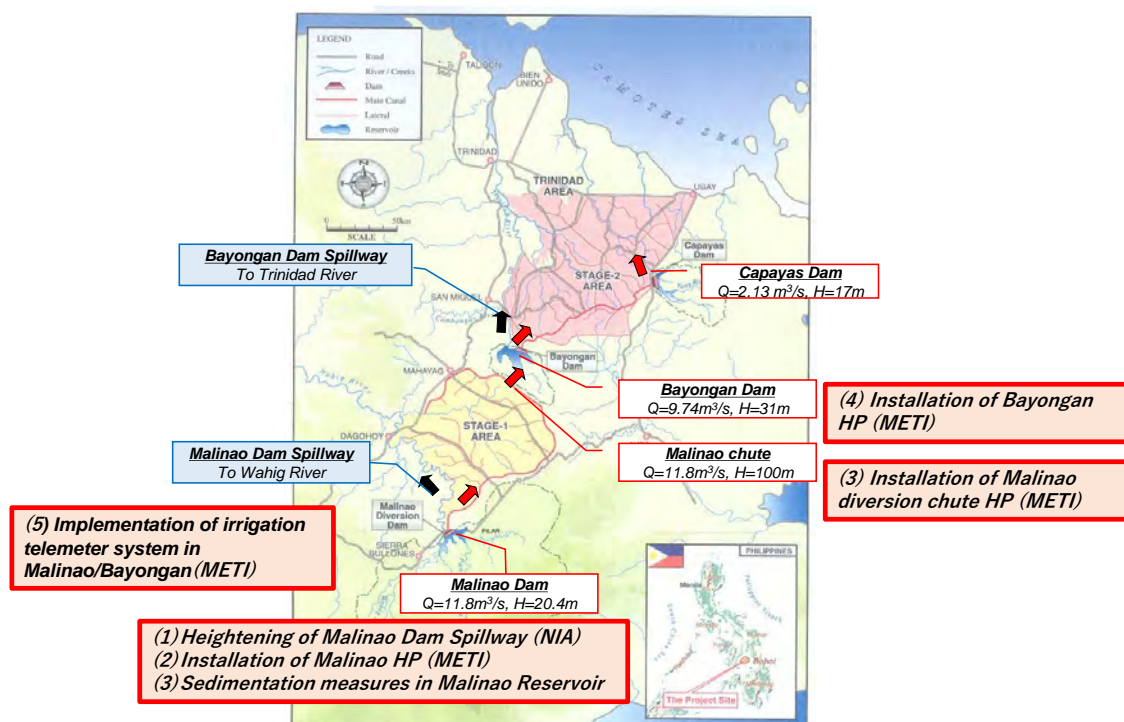 LEGEND
Road
River / Creeks
Dam
Main Canal
Lateral
Reservoir
N
0 50km
SCALE
To Jetafe
TALIBON
BIEN UNIDO
CAMOTES SEA
TRINIDAD
TRINIDAD AREA
UBAY
Capayas Dam
STAGE-2 AREA
SAN MIGUEL
Bayongan Dam
MAHAYAG
STAGE-1 AREA
DAGOHOY
Malinao Diversion Dam
PILAR
SIERRA BULLONES
Bayongan Dam Spillway
To Trinidad River
Capayas Dam
Q=2.13 m³/s, H=17m
Bayongan Dam
Q=9.74m³/s, H=31m
(4) Installation of Bayongan
HP (METI)
Malinao chute
Q=11.8m³/s, H=100m
(3) Installation of Malinao
diversion chute HP (METI)
Malinao Dam Spillway
To Wahig River
(5) Implementation of irrigation
telemeter system in
Malinao/Bayongan(METI)
Malinao Dam
Q=11.8m³/s, H=20.4m
(1) Heightening of Malinao Dam Spillway (NIA)
(2) Installation of Malinao HP (METI)
(3) Sedimentation measures in Malinao Reservoir
PHILIPPINES
Manila
Bohol
The Project Site